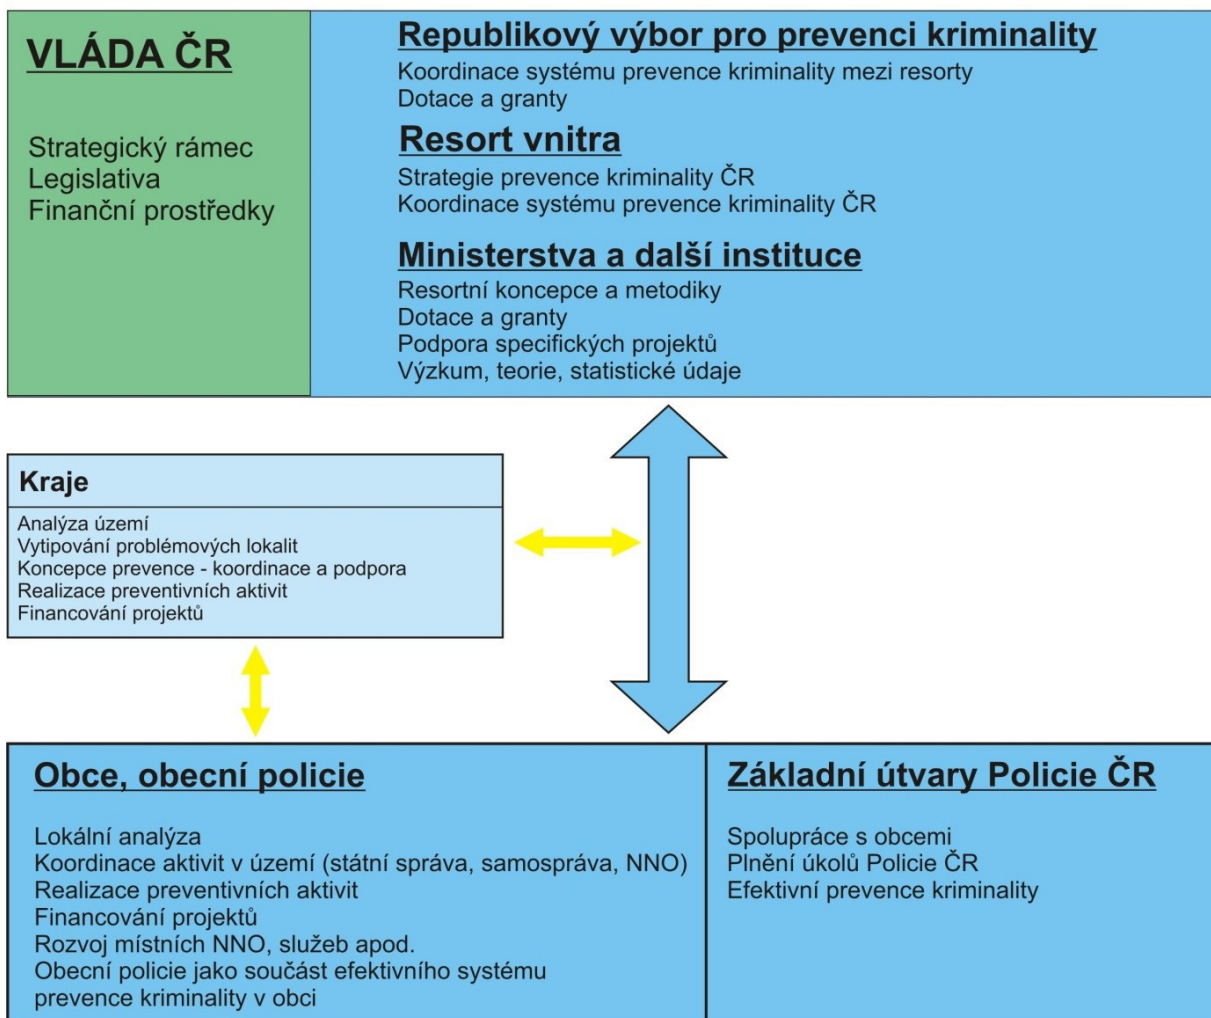 VLÁDA ČR
Strategický rámec
Legislativa
Finanční prostředky
Republikový výbor pro prevenci kriminality
Koordinace systému prevence kriminality mezi resorty
Dotace a granty
Resort vnitra
Strategie prevence kriminality ČR
Koordinace systému prevence kriminality ČR
Ministerstva a další instituce
Resortní koncepce a metodiky
Dotace a granty
Podpora specifických projektů
Výzkum, teorie, statistické údaje
Kraje
Analýza území
Vytipování problémových lokalit
Koncepce prevence - koordinace a podpora
Realizace preventivních aktivit
Financování projektů
Obce, obecní policie
Lokální analýza
Koordinace aktivit v území (státní správa, samospráva, NNO)
Realizace preventivních aktivit
Financování projektů
Rozvoj místních NNO, služeb apod.
Obecní policie jako součást efektivního systému
prevence kriminality v obci
Základní útvary Policie ČR
Spolupráce s obcemi
Plnění úkolů Policie ČR
Efektivní prevence kriminality